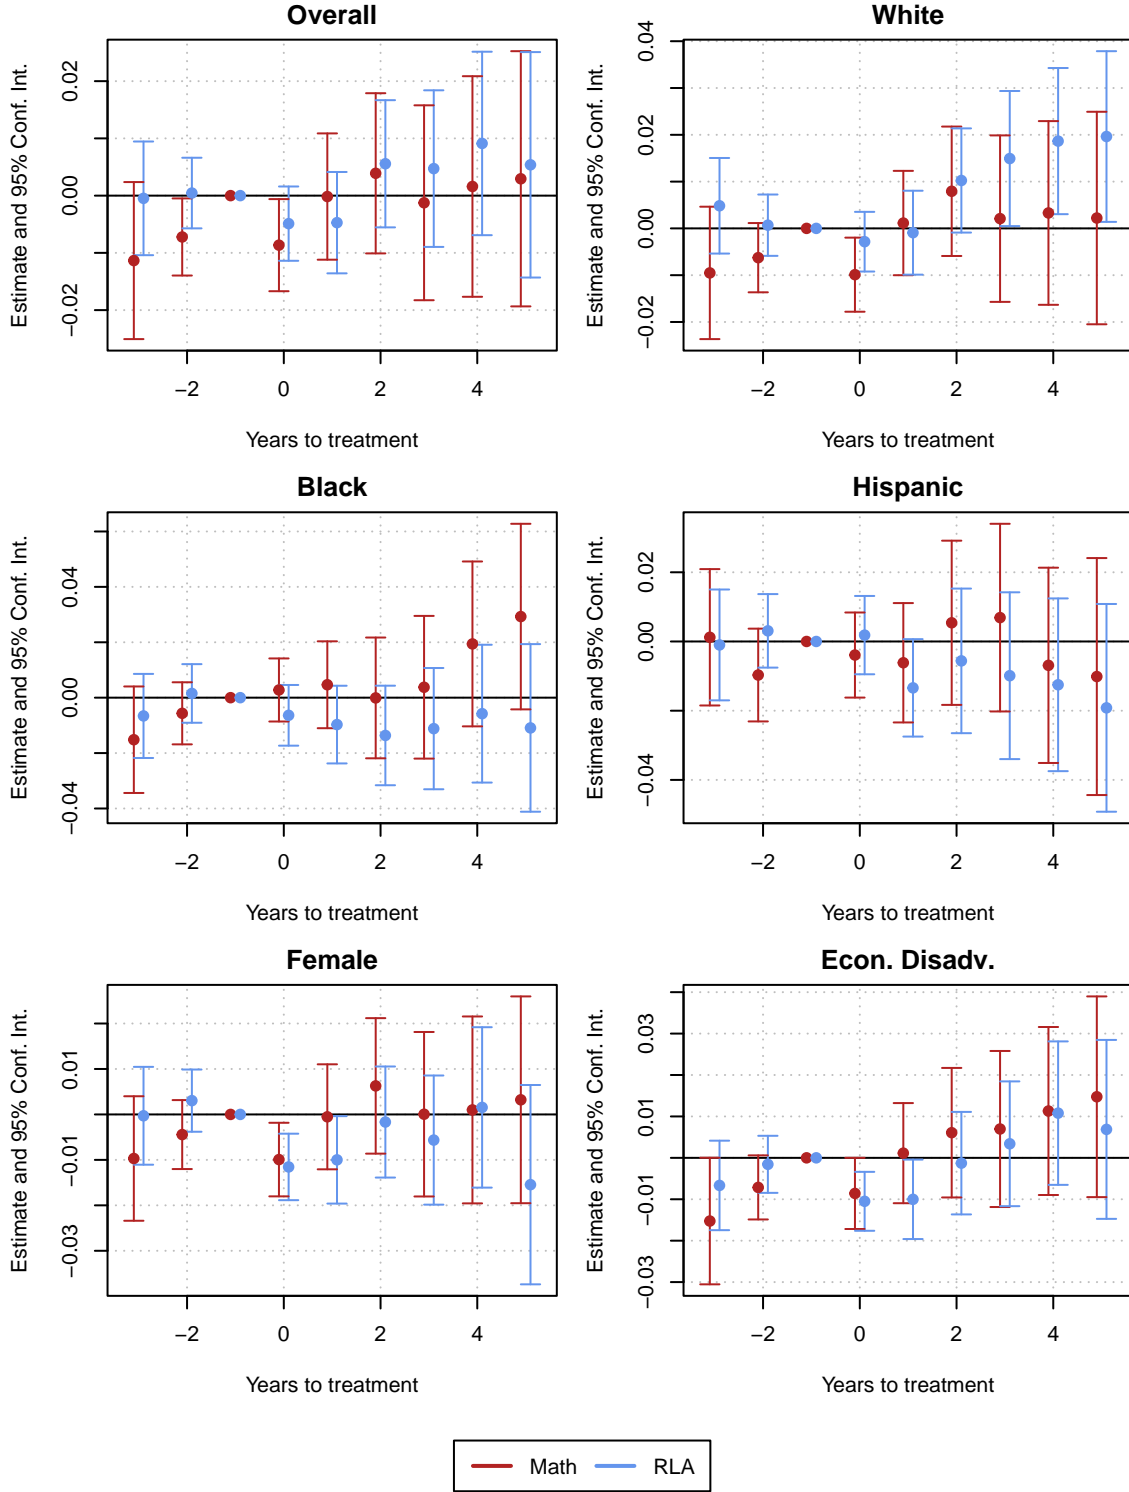 Overall
Estimate and 95% Conf. Int.
0.02
0.00
−0.02
−2 0 2 4
Years to treatment
White
Estimate and 95% Conf. Int.
0.04
0.02
0.00
−0.02
−2 0 2 4
Years to treatment
Black
Estimate and 95% Conf. Int.
0.04
0.00
−0.04
−2 0 2 4
Years to treatment
Hispanic
Estimate and 95% Conf. Int.
0.02
0.00
−0.04
−2 0 2 4
Years to treatment
Female
Estimate and 95% Conf. Int.
0.01
−0.01
−0.03
−2 0 2 4
Years to treatment
Econ. Disadv.
Estimate and 95% Conf. Int.
0.03
0.01
−0.01
−0.03
−2 0 2 4
Years to treatment
Math RLA